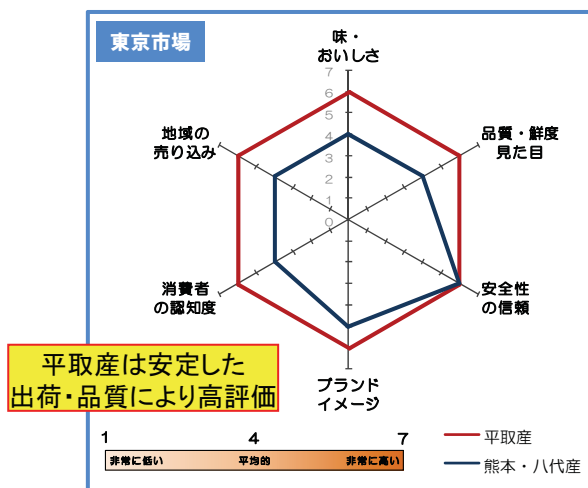 東京市場
味・
おいしさ
7
6
5
4
3
2
1
0
品質・鮮度
見た目
安全性
の信頼
ブランド
イメージ
消費者
の認知度
地域の
売り込み
平取産は安定した
出荷・品質により高評価
1 4 7
非常に低い 平均的 非常に高い
平取産
熊本・八代産